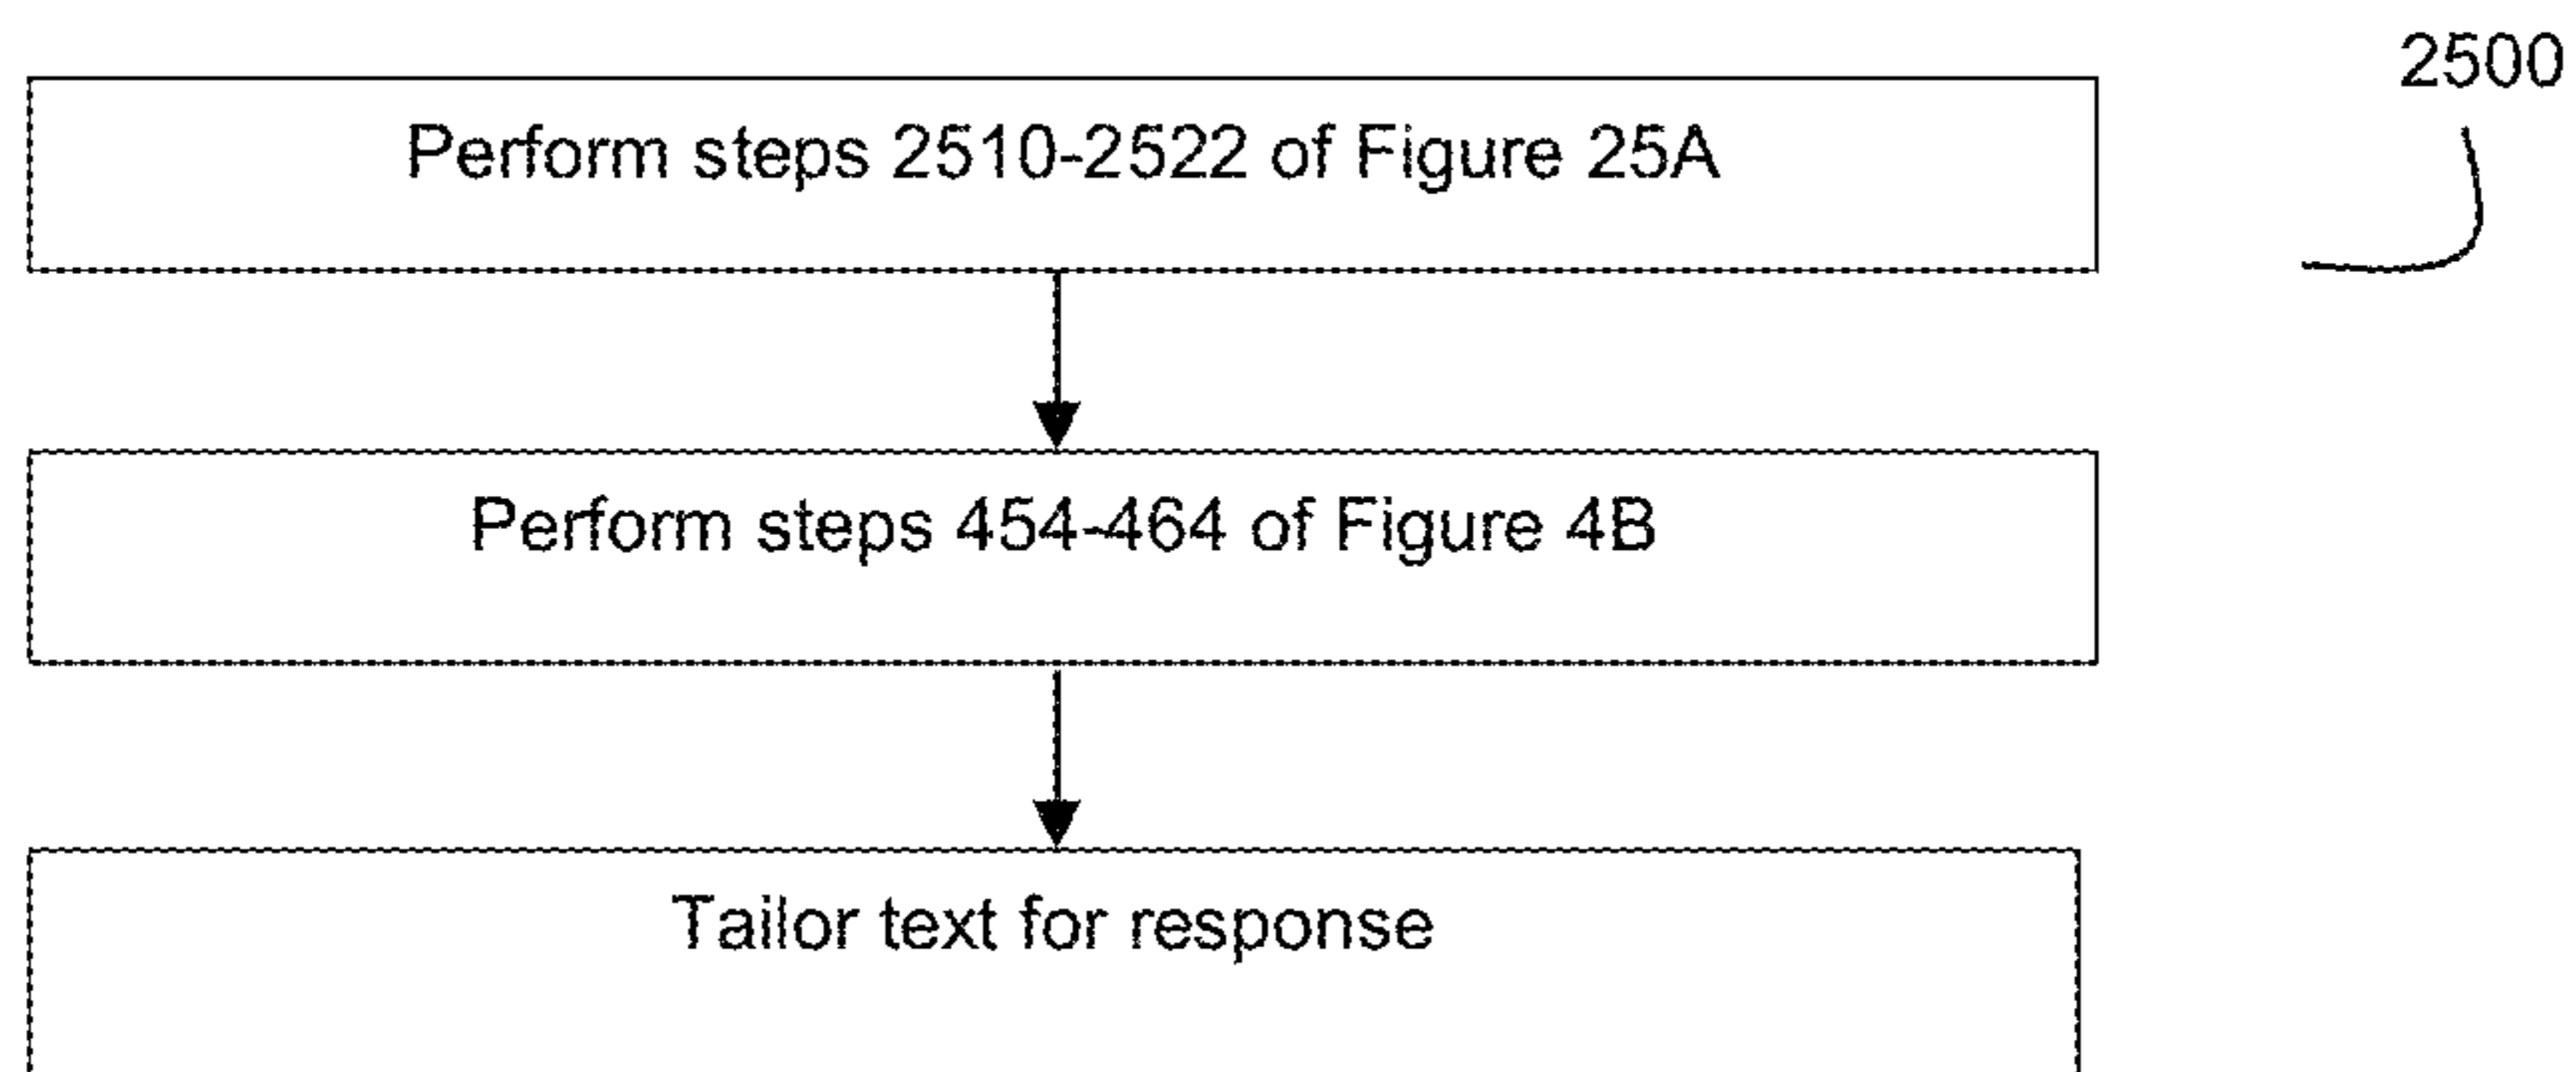 2500
Perform steps 2510-2522 of Figure 25A
Perform steps 454-464 of Figure 4B
Tailor text for response